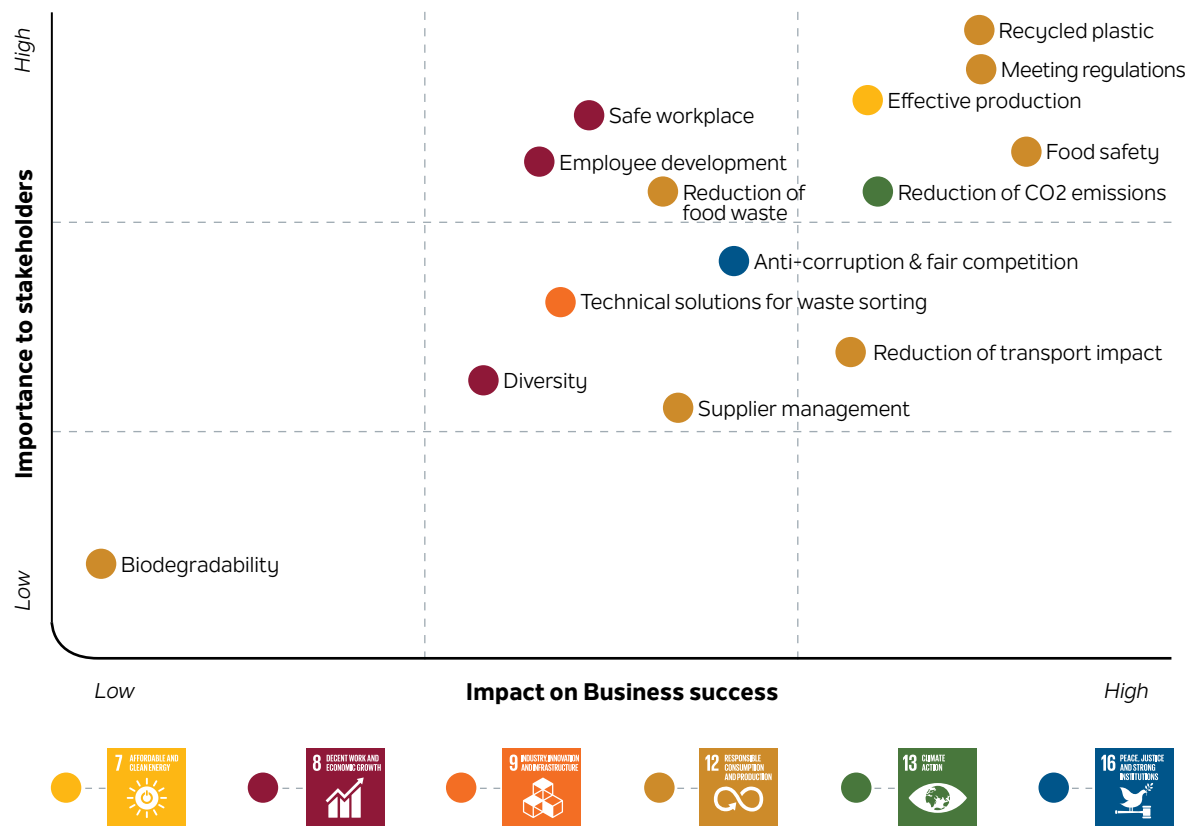 High
Recycled plastic
Meeting regulations
Effective production
Safe workplace
Food safety
Employee development
Reduction of
food waste
Reduction of CO2 emissions
Importance to stakeholders
Anti-corruption & fair competition
Technical solutions for waste sorting
Reduction of transport impact
Diversity
Supplier management
Biodegradability
Low
Low
Impact on Business success
High
7 AFFORDABLE AND
CLEAN ENERGY
8 DECENT WORK AND
ECONOMIC GROWTH
9 INDUSTRY, INNOVATION
AND INFRASTRUCTURE
12 RESPONSIBLE
CONSUMPTION
AND PRODUCTION
13 CLIMATE
ACTION
16 PEACE, JUSTICE
AND STRONG
INSTITUTIONS